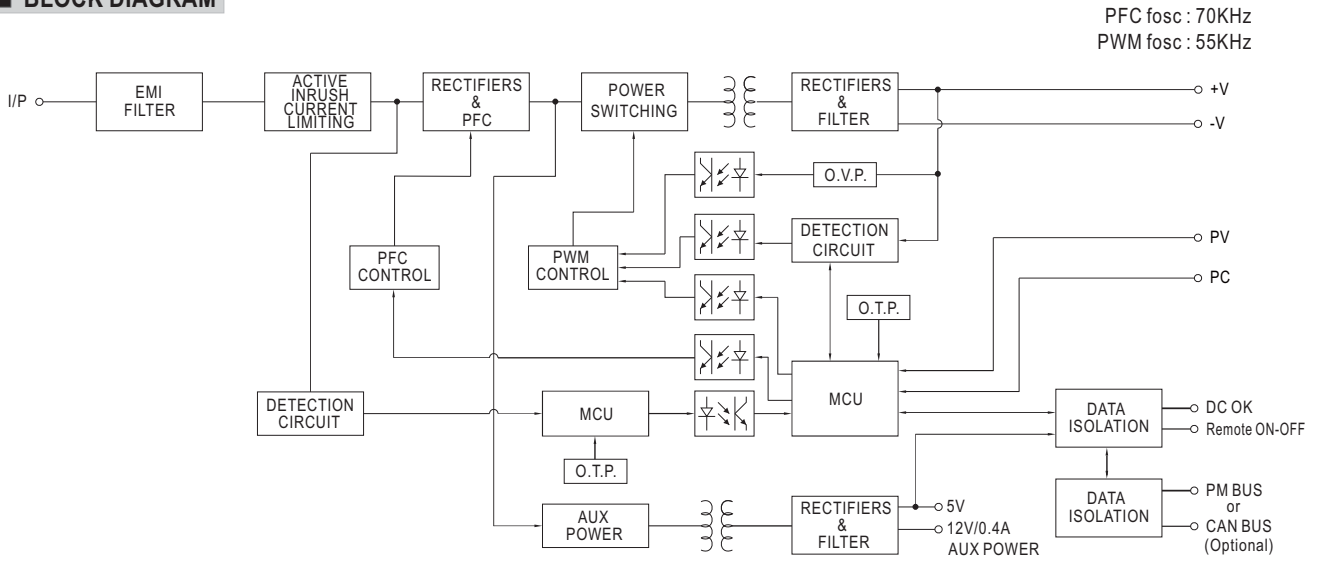 ■ BLOCK DIAGRAM
PFC fosc : 70KHz
PWM fosc : 55KHz
I/P
EMI
FILTER
ACTIVE
INRUSH
CURRENT
LIMITING
RECTIFIERS
&
PFC
POWER
SWITCHING
RECTIFIERS
&
FILTER
+V
-V
O.V.P.
PFC
CONTROL
PWM
CONTROL
DETECTION
CIRCUIT
PV
PC
O.T.P.
DETECTION
CIRCUIT
MCU
MCU
DATA
ISOLATION
DC OK
Remote ON-OFF
O.T.P.
AUX
POWER
RECTIFIERS
&
FILTER
5V
12V/0.4A
AUX POWER
DATA
ISOLATION
PM BUS
or
CAN BUS
(Optional)